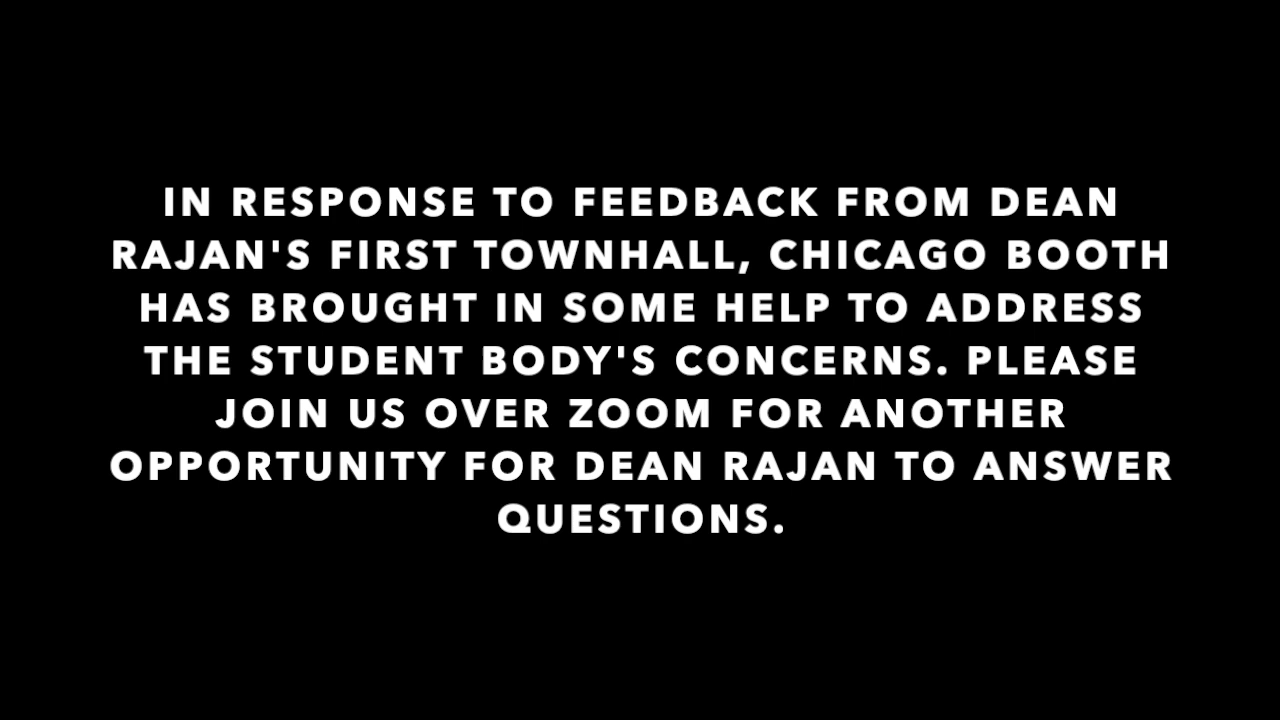 IN RESPONSE TO FEEDBACK FROM DEAN
RAJAN'S FIRST TOWNHALL, CHICAGO BOOTH
HAS BROUGHT IN SOME HELP TO ADDRESS
THE STUDENT BODY'S CONCERNS. PLEASE
JOIN US OVER ZOOM FOR ANOTHER
OPPORTUNITY FOR DEAN RAJAN TO ANSWER
QUESTIONS.